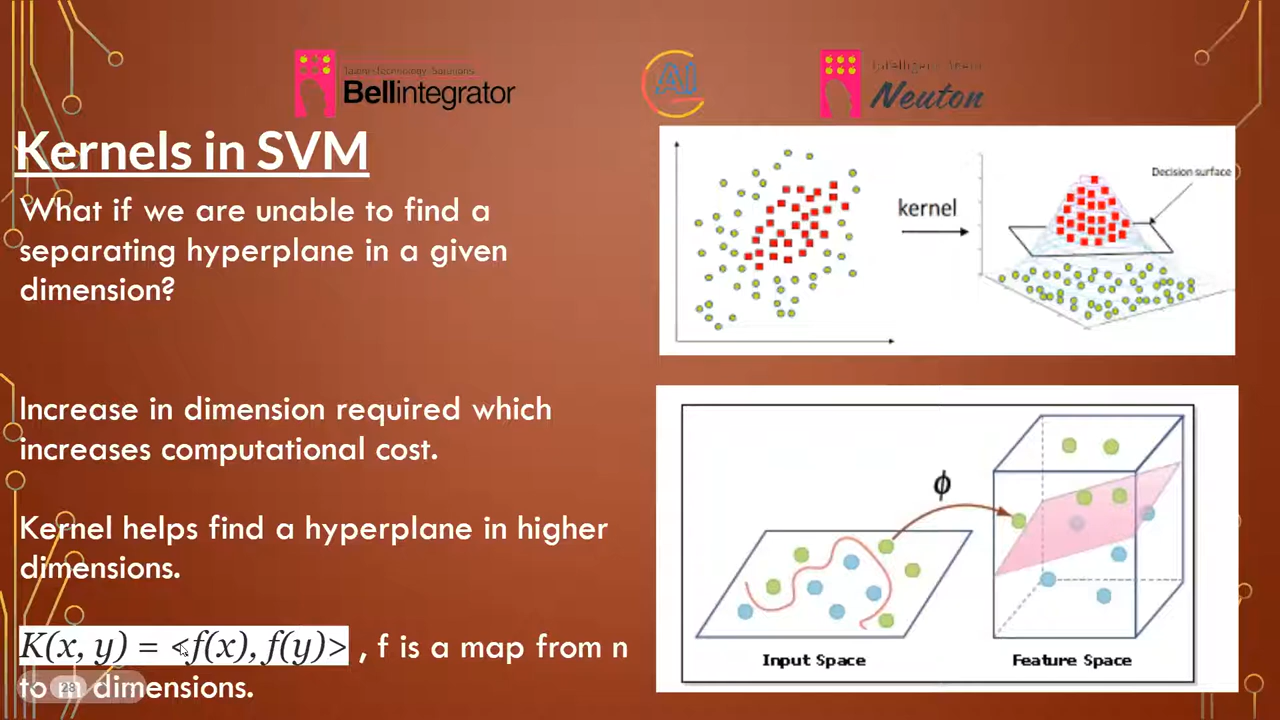 Bellintegrator
AI
Neuton
Kernels in SVM
What if we are unable to find a
separating hyperplane in a given
dimension?
Increase in dimension required which
increases computational cost.
Kernel helps find a hyperplane in higher
dimensions.
K(x, y) = <f(x), f(y)> , f is a map from n
to m dimensions.
28
kernel
Decision surface
ϕ
Input Space
Feature Space